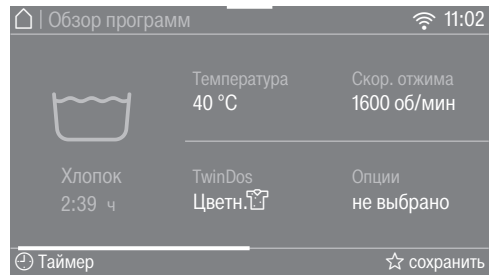 Обзор программ 11:02
Температура
40 °C
Скор. отжима
1600 об/мин
Хлопок
2:39 ч
TwinDos
Цветн.
Опции
не выбрано
Таймер сохранить